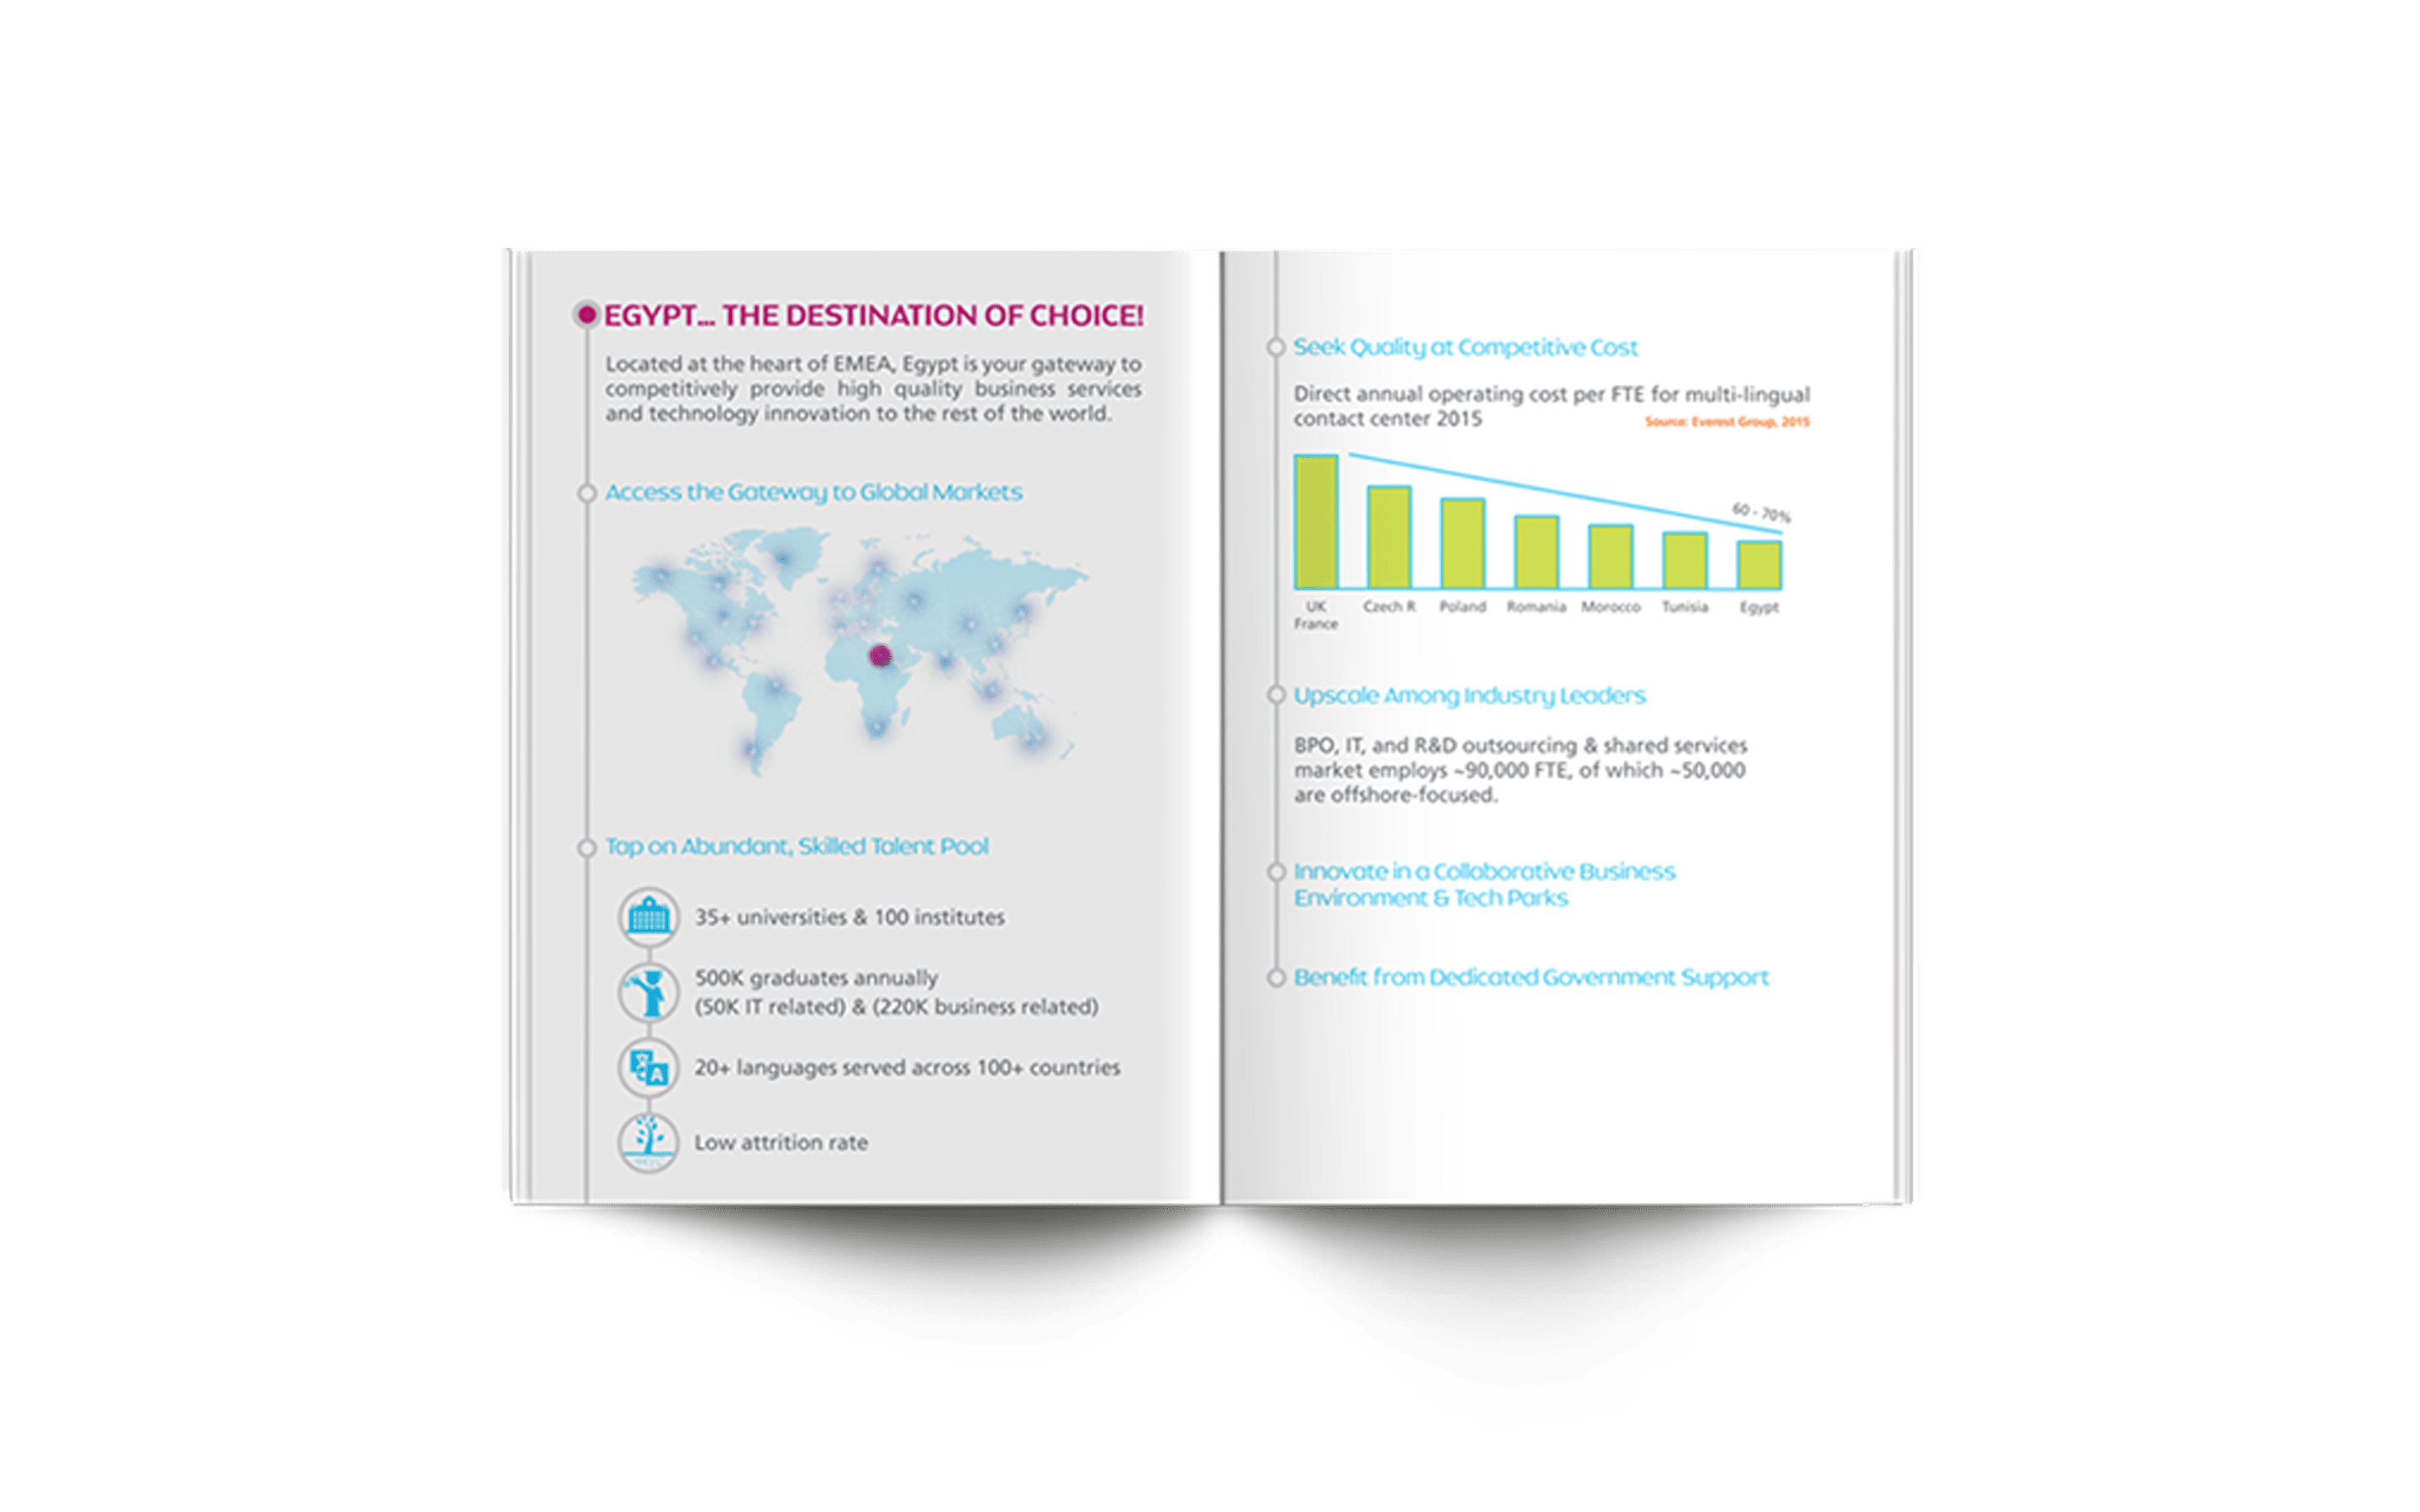 EGYPT... THE DESTINATION OF CHOICE!
Located at the heart of EMEA, Egypt is your gateway to
competitively provide high quality business services
and technology innovation to the rest of the world.
Access the Gateway to Global Markets
Tap on Abundant, Skilled Talent Pool
35+ universities & 100 institutes
500K graduates annually
(50K IT related) & (220K business related)
20+ languages served across 100+ countries
A
Low attrition rate
Seek Quality at Competitive Cost
Direct annual operating cost per FTE for multi-lingual
contact center 2015
Source: Everest Group, 2015
60 - 70%
UK France
Czech R
Poland
Romania
Morocco
Tunisia
Egypt
Upscale Among Industry Leaders
BPO, IT, and R&D outsourcing & shared services
market employs ~90,000 FTE, of which ~50,000
are offshore-focused.
Innovate in a Collaborative Business
Environment & Tech Parks
Benefit from Dedicated Government Support